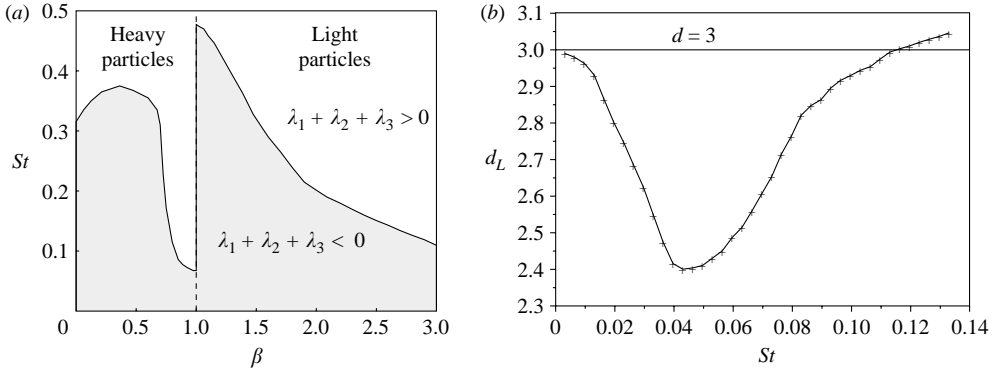 (a)
0.5
0.4
0.3
St
0.2
0.1
0
0.5
1.0
1.5
2.0
2.5
3.0
β
Heavy
particles
Light
particles
λ1 + λ2 + λ3 > 0
λ1 + λ2 + λ3 < 0
(b)
3.1
3.0
2.9
2.8
dL
2.7
2.6
2.5
2.4
2.3
d = 3
0
0.02
0.04
0.06
0.08
0.10
0.12
0.14
St